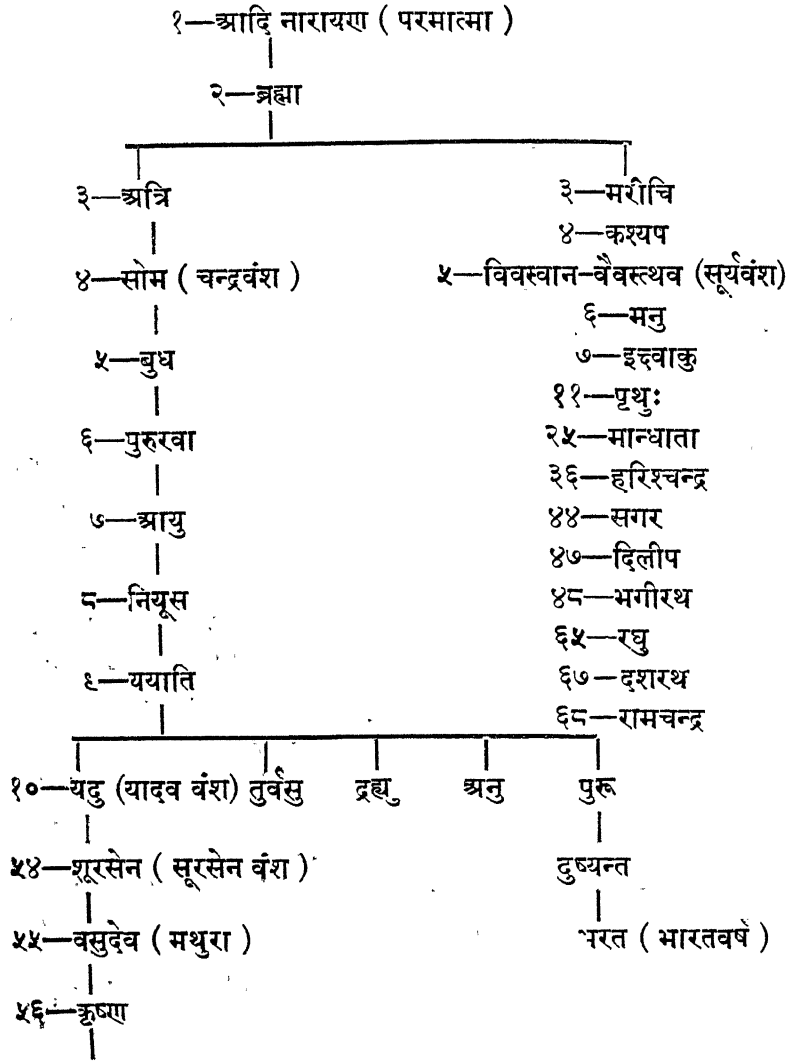 १—आदि नारायण ( परमात्मा )
२—ब्रह्मा
३—अत्रि
३—मरीचि
४—कश्यप
४—सोम ( चन्द्रवंश )
५—विवस्वान-वैवस्त्थव (सूर्यवंश)
६—मनु
५—बुध
७—इक्ष्वाकु
११—पृथुः
६—पुरुरवा
२५—मान्धाता
३६—हरिश्चन्द्र
७—आयु
४४—सगर
४७—दिलीप
८—नियूस
४८—भगीरथ
६५—रघु
९—ययाति
६७—दशरथ
६८—रामचन्द्र
१०—यदु (यादव वंश) तुर्वसु द्रह्यु अनु पुरू
५४—शूरसेन ( सूरसेन वंश )
दुष्यन्त
५५—वसुदेव ( मथुरा )
भरत ( भारतवर्ष )
५६—कृष्ण